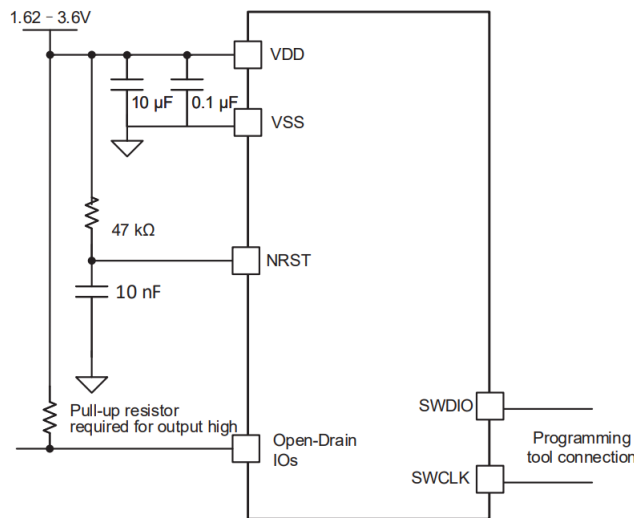 1.62 – 3.6V
VDD
10 µF
0.1 µF
VSS
47 kΩ
NRST
10 nF
SWDIO
Pull-up resistor
required for output high
Open-Drain
IOs
Programming
tool connection
SWCLK